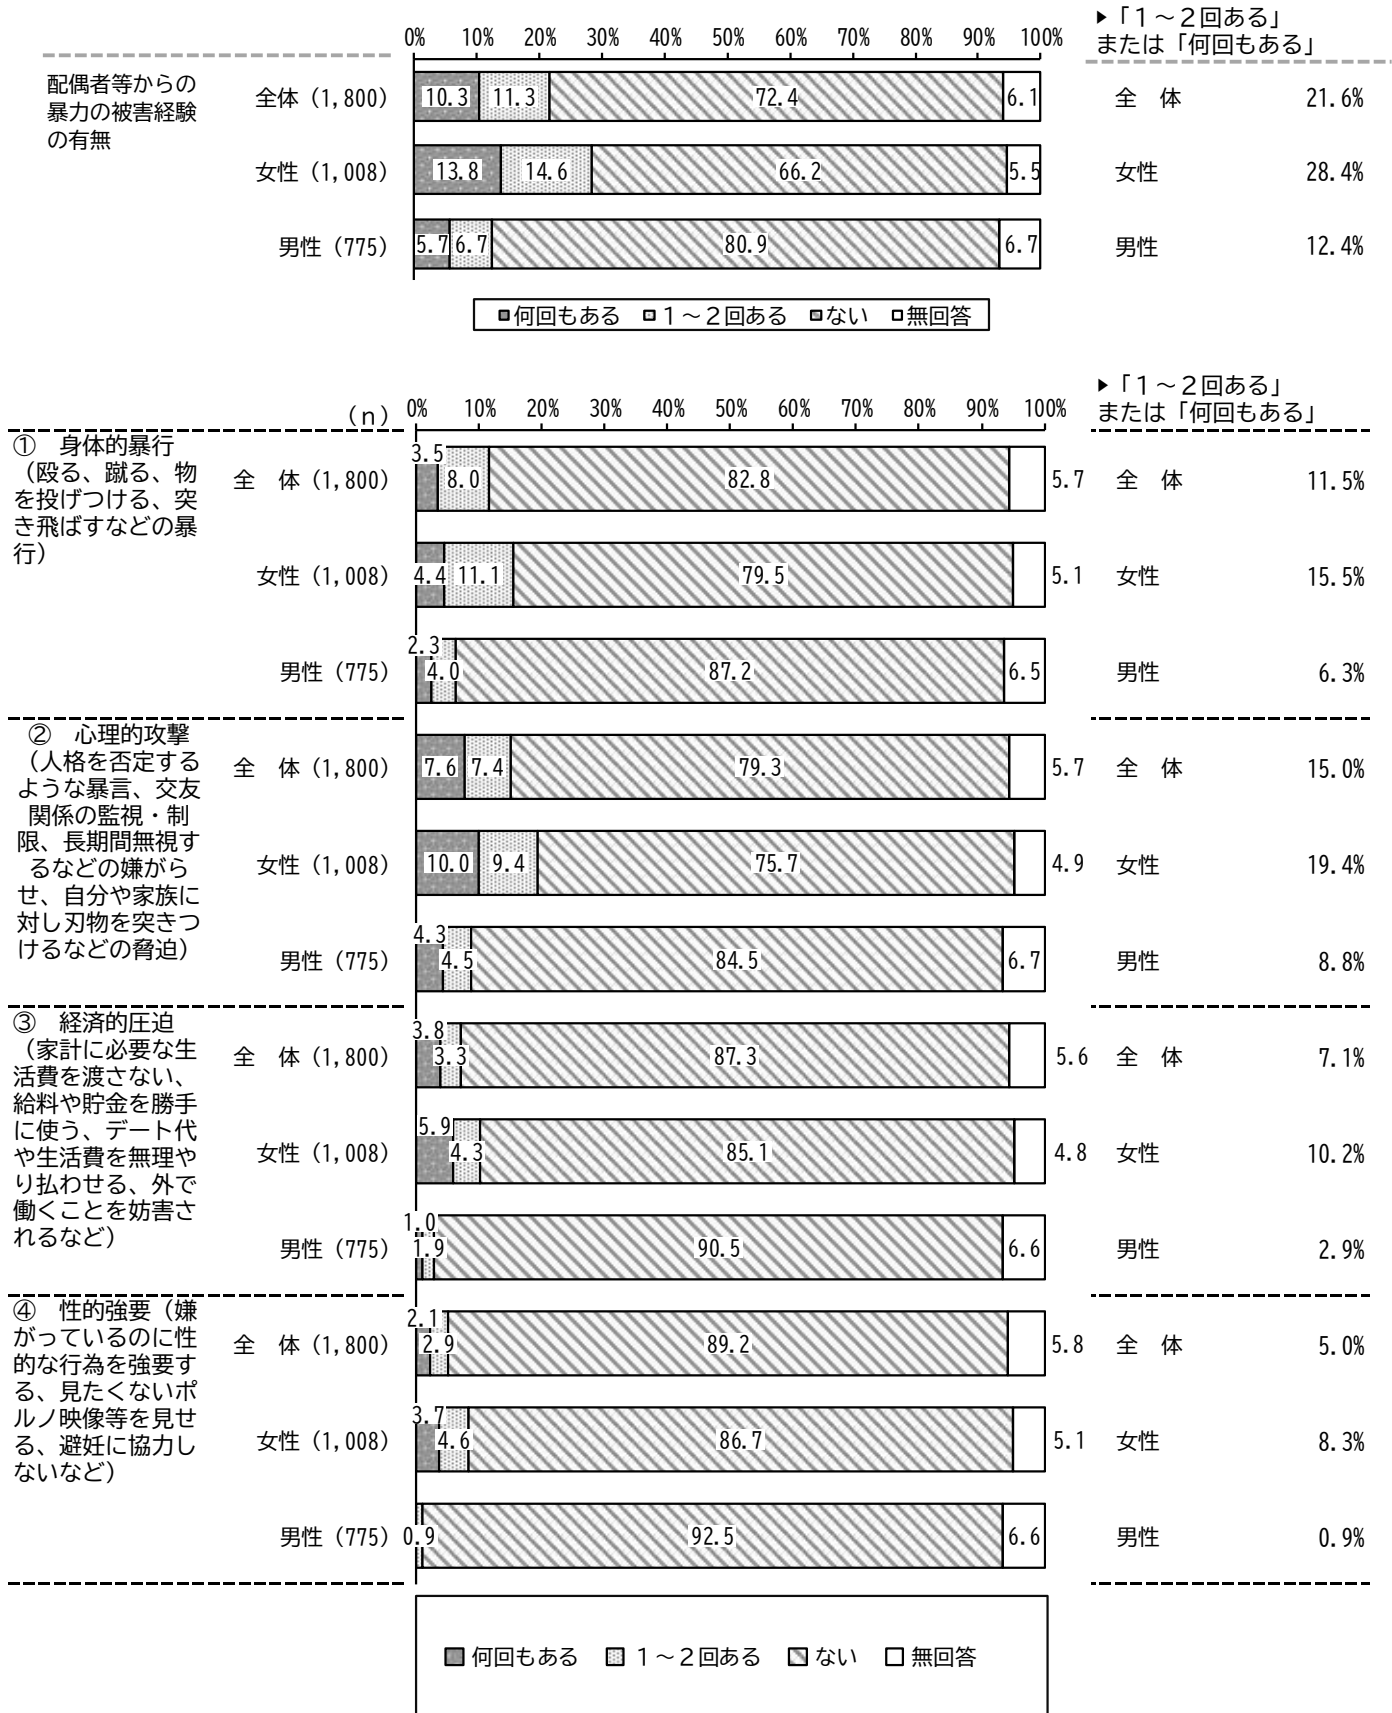 ▶「１～２回ある」
または「何回もある」
0% 10% 20% 30% 40% 50% 60% 70% 80% 90% 100%
配偶者等からの
暴力の被害経験
の有無
全体（1,800） 10.3 11.3 72.4 6.1 全　体 21.6%
女性（1,008） 13.8 14.6 66.2 5.5 女性 28.4%
男性（775） 5.7 6.7 80.9 6.7 男性 12.4%
何回もある １～２回ある ない 無回答
▶「１～２回ある」
または「何回もある」
（ｎ） 0% 10% 20% 30% 40% 50% 60% 70% 80% 90% 100%
①　身体的暴行
（殴る、蹴る、物
を投げつける、突
き飛ばすなどの暴
行）
全　体（1,800） 3.5 8.0 82.8 5.7 全　体 11.5%
女性（1,008） 4.4 11.1 79.5 5.1 女性 15.5%
男性（775） 2.3 4.0 87.2 6.5 男性 6.3%
②　心理的攻撃
（人格を否定する
ような暴言、交友
関係の監視・制
限、長期間無視す
るなどの嫌がら
せ、自分や家族に
対し刃物を突きつ
けるなどの脅迫）
全　体（1,800） 7.6 7.4 79.3 5.7 全　体 15.0%
女性（1,008） 10.0 9.4 75.7 4.9 女性 19.4%
男性（775） 4.3 4.5 84.5 6.7 男性 8.8%
③　経済的圧迫
（家計に必要な生
活費を渡さない、
給料や貯金を勝手
に使う、デート代
や生活費を無理や
り払わせる、外で
働くことを妨害さ
れるなど）
全　体（1,800） 3.8 3.3 87.3 5.6 全　体 7.1%
女性（1,008） 5.9 4.3 85.1 4.8 女性 10.2%
男性（775） 1.0 1.9 90.5 6.6 男性 2.9%
④　性的強要（嫌
がっているのに性
的な行為を強要す
る、見たくないポ
ルノ映像等を見せ
る、避妊に協力し
ないなど）
全　体（1,800） 2.1 2.9 89.2 5.8 全　体 5.0%
女性（1,008） 3.7 4.6 86.7 5.1 女性 8.3%
男性（775） 0.9 92.5 6.6 男性 0.9%
何回もある １～２回ある ない 無回答